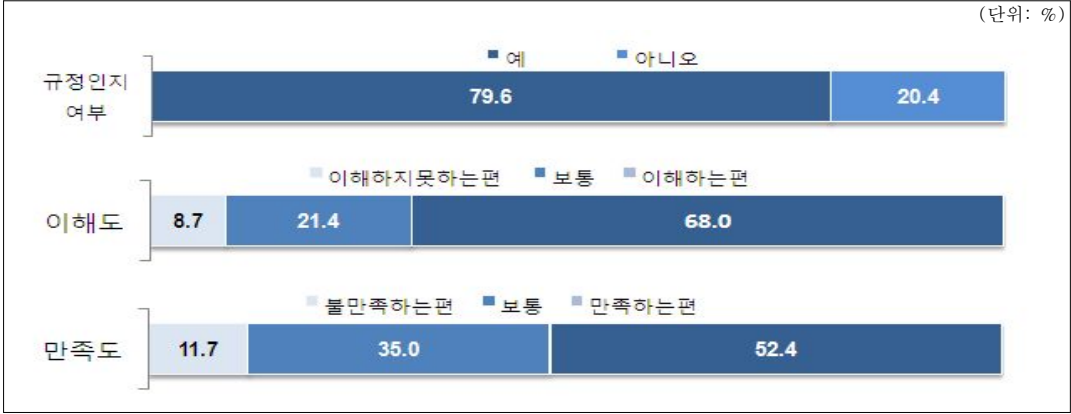 (단위: %)
예 아니오
규정인지
여부
79.6 20.4
이해하지못하는편 보통 이해하는편
이해도 8.7 21.4 68.0
불만족하는편 보통 만족하는편
만족도 11.7 35.0 52.4